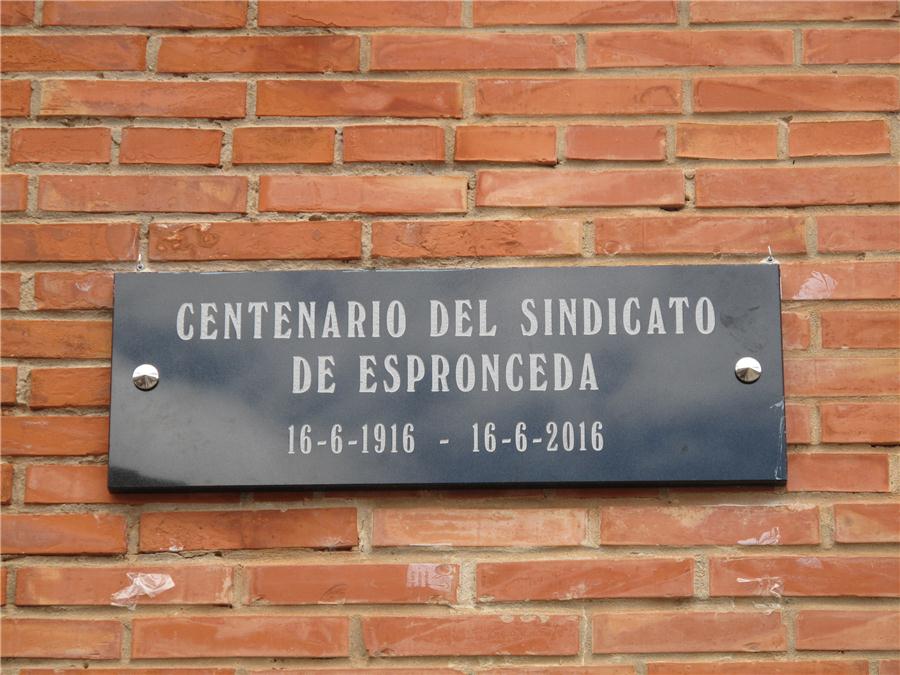 CENTENARIO DEL SINDICATO
DE ESPRONCEDA
16-6-1916 - 16-6-2016